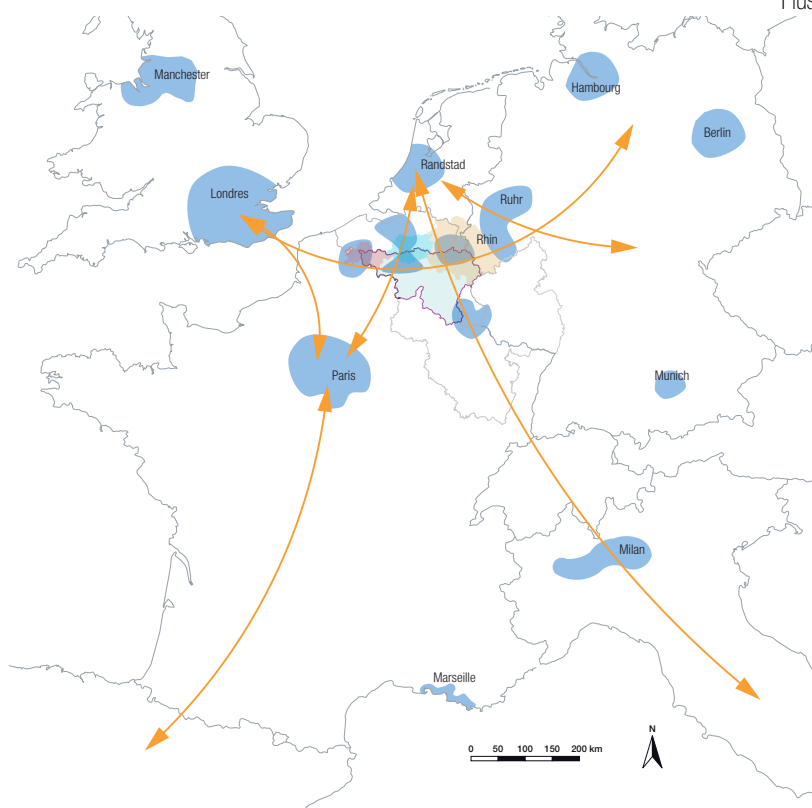 Manchester
Hambourg
Berlin
Randstad
Londres
Ruhr
Rhin
Paris
Munich
Milan
Marseille
N
0 50 100 150 200 km